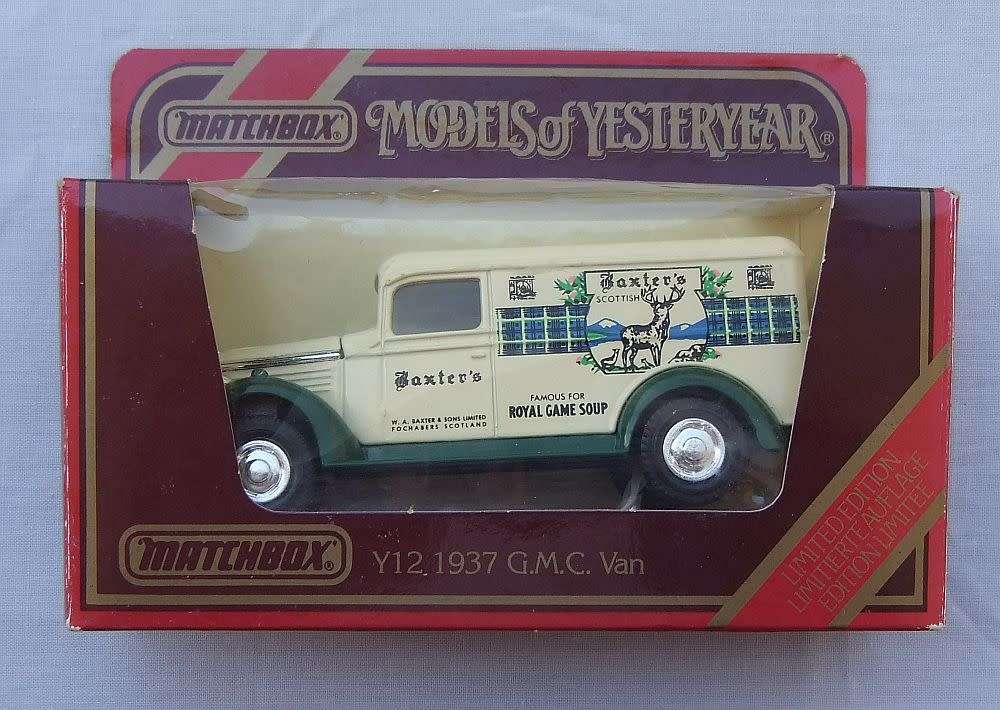 MATCHBOX®
MODELS of YESTERYEAR®
Baxter's
SCOTTISH
Baxter's
FAMOUS FOR
ROYAL GAME SOUP
W. A. BAXTER & SONS LIMITED
FOCHABERS SCOTLAND
MATCHBOX®
Y12 1937 G.M.C. Van
LIMITED EDITION
LIMITIERTE AUFLAGE
EDITION LIMITÉE